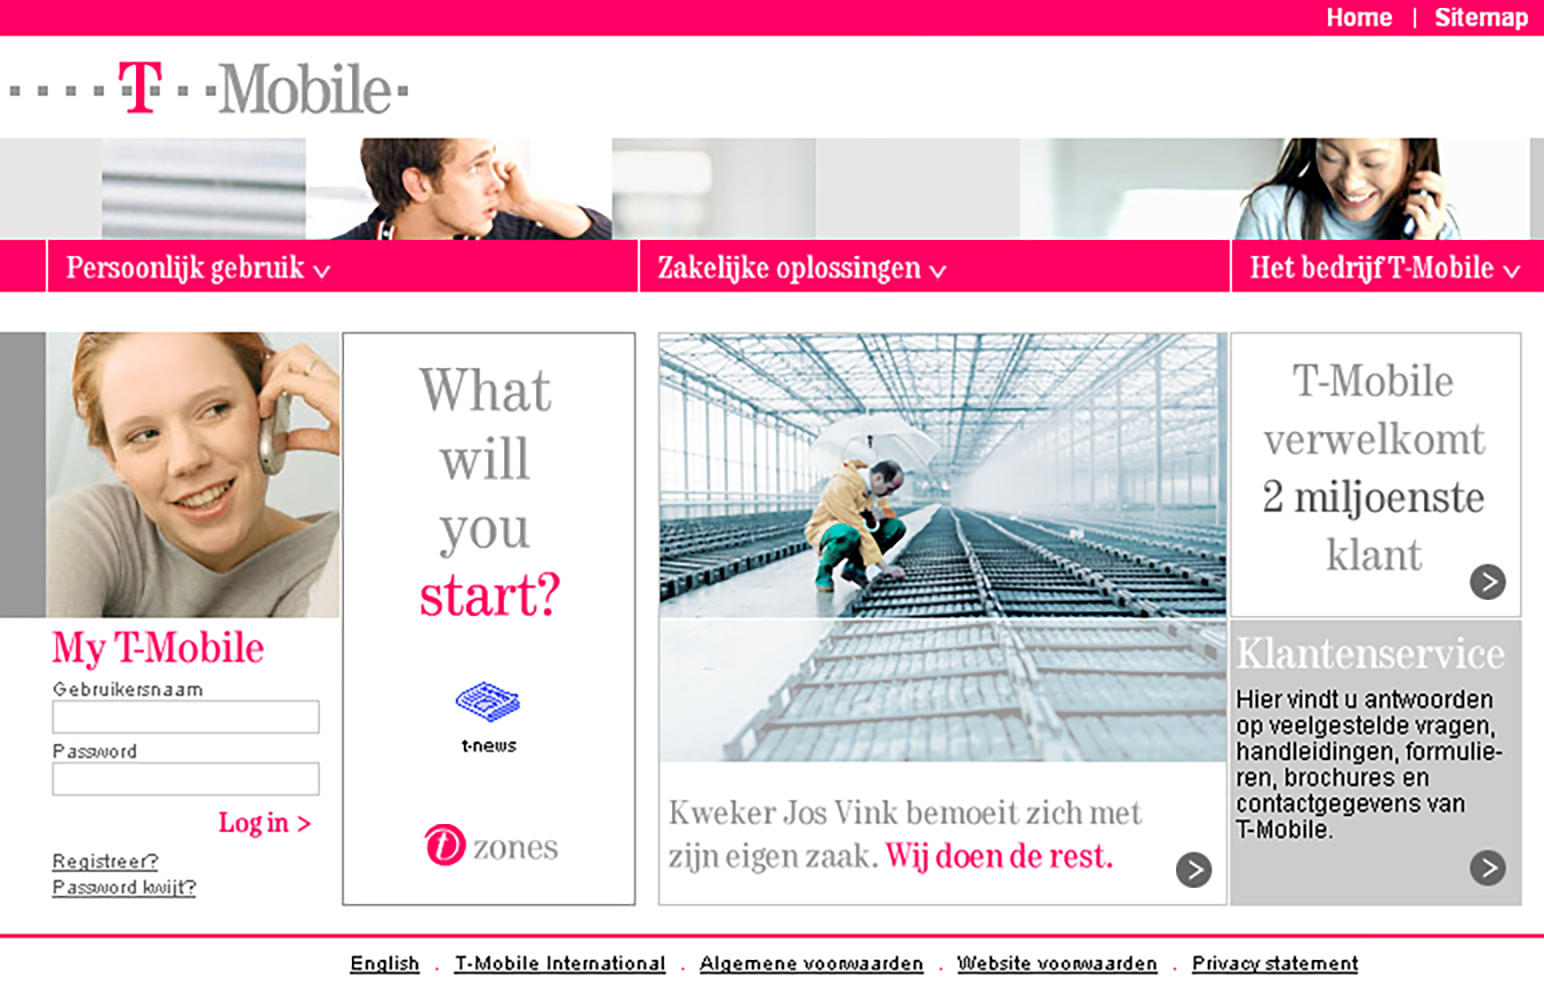 Home | Sitemap
T Mobile
Persoonlijk gebruik
Zakelijke oplossingen
Het bedrijf T-Mobile
My T-Mobile
Gebruikersnaam
Password
Log in >
Registreer?
Password kwijt?
What
will
you
start?
t-news
t zones
Kweker Jos Vink bemoeit zich met
zijn eigen zaak. Wij doen de rest.
T-Mobile
verwelkomt
2 miljoenste
klant
Klantenservice
Hier vindt u antwoorden
op veelgestelde vragen,
handleidingen, formulie-
ren, brochures en
contactgegevens van
T-Mobile.
English . T-Mobile International . Algemene voorwaarden . Website voorwaarden . Privacy statement